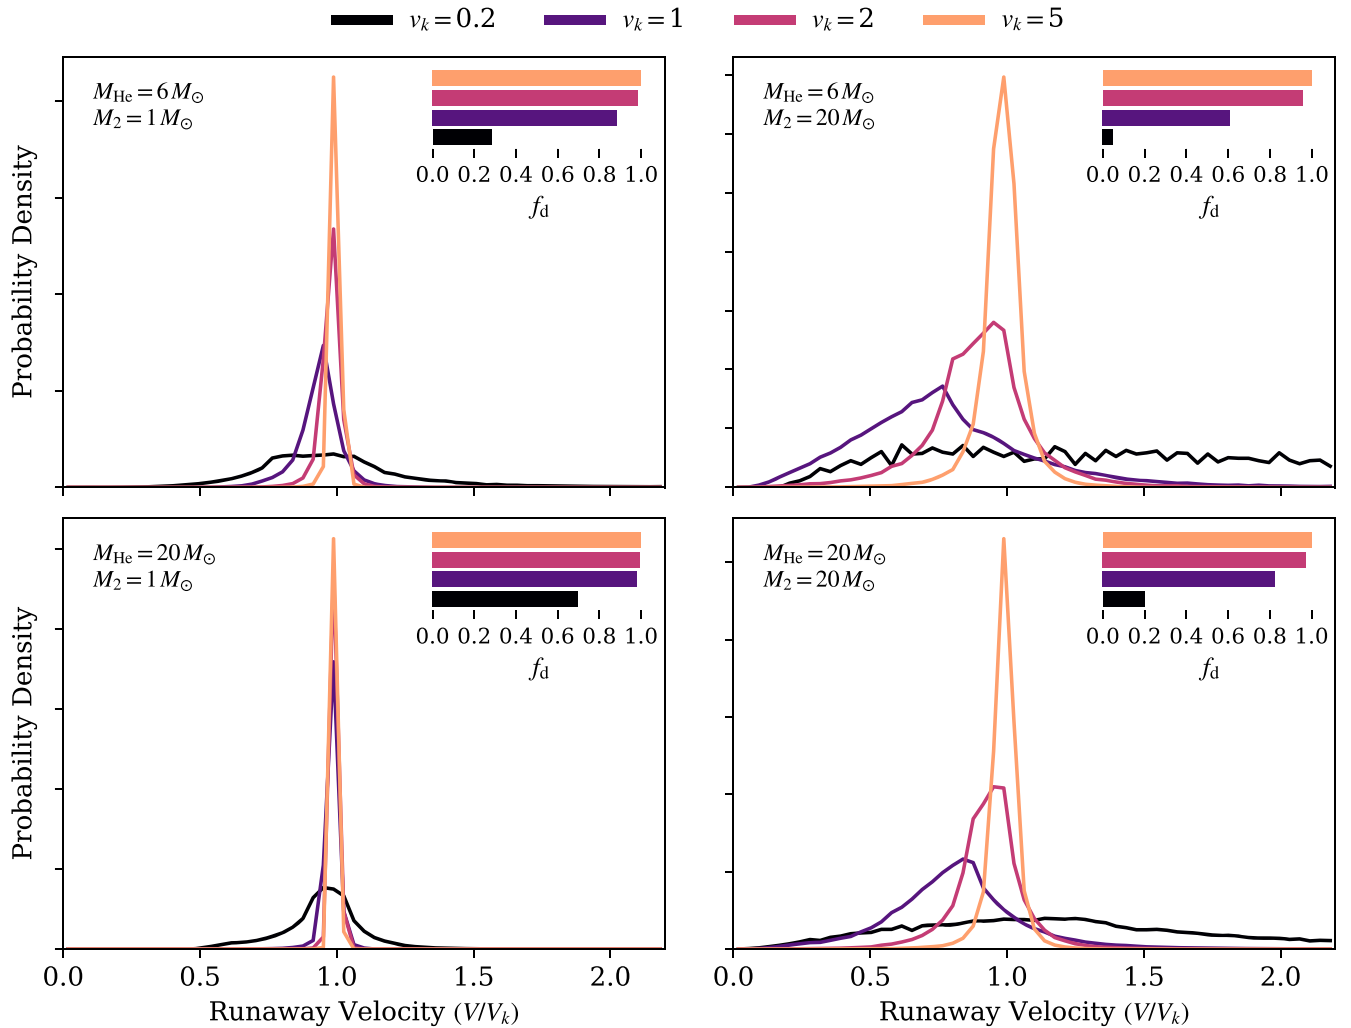 v_k = 0.2 v_k = 1 v_k = 2 v_k = 5
M_He = 6 M_⊙
M_2 = 1 M_⊙
0.0 0.2 0.4 0.6 0.8 1.0
f_d
Probability Density
M_He = 6 M_⊙
M_2 = 20 M_⊙
0.0 0.2 0.4 0.6 0.8 1.0
f_d
M_He = 20 M_⊙
M_2 = 1 M_⊙
0.0 0.2 0.4 0.6 0.8 1.0
f_d
Probability Density
0.0 0.5 1.0 1.5 2.0
Runaway Velocity (V/V_k)
M_He = 20 M_⊙
M_2 = 20 M_⊙
0.0 0.2 0.4 0.6 0.8 1.0
f_d
0.0 0.5 1.0 1.5 2.0
Runaway Velocity (V/V_k)